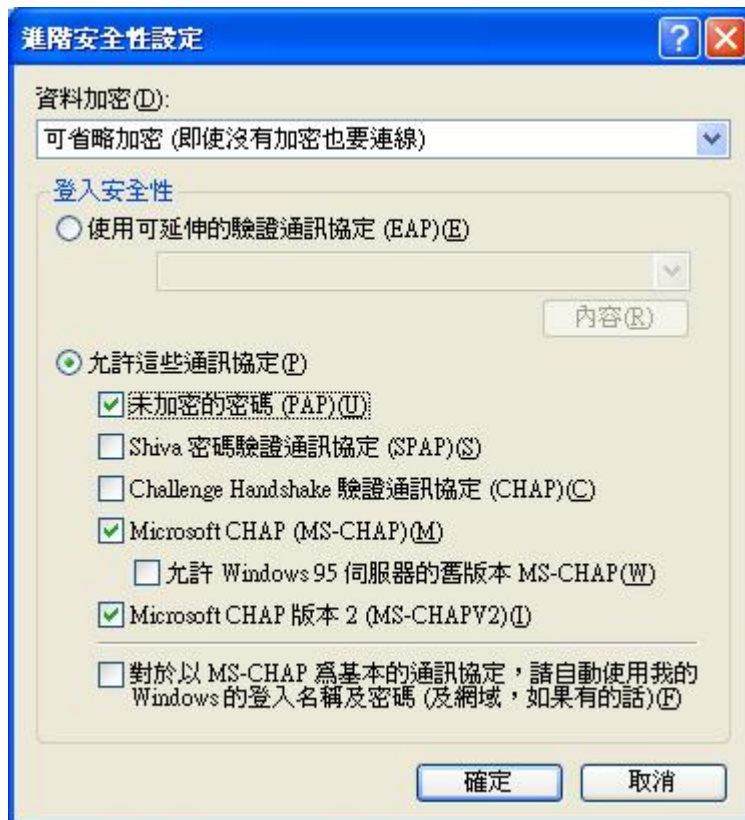 進階安全性設定
資料加密(D):
可省略加密 (即使沒有加密也要連線)
登入安全性
使用可延伸的驗證通訊協定 (EAP)(E)
內容(R)
允許這些通訊協定(P)
未加密的密碼 (PAP)(U)
Shiva 密碼驗證通訊協定 (SPAP)(S)
Challenge Handshake 驗證通訊協定 (CHAP)(C)
Microsoft CHAP (MS-CHAP)(M)
允許 Windows 95 伺服器的舊版本 MS-CHAP(W)
Microsoft CHAP 版本 2 (MS-CHAPV2)(I)
對於以 MS-CHAP 為基本的通訊協定，請自動使用我的
Windows 的登入名稱及密碼 (及網域，如果有的話)(F)
確定 取消